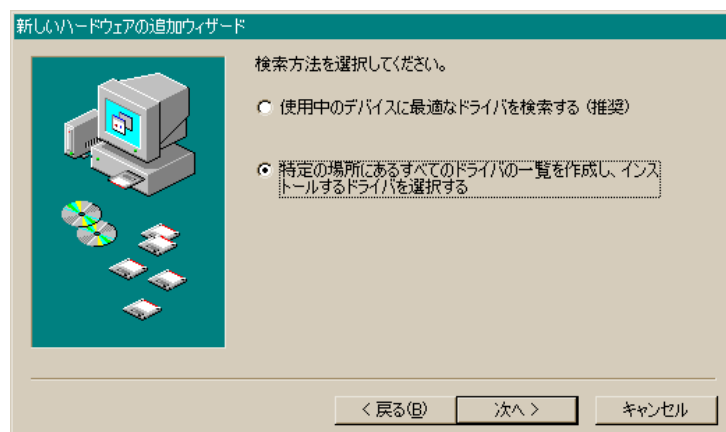 新しいハードウェアの追加ウィザード
検索方法を選択してください。
使用中のデバイスに最適なドライバを検索する (推奨)
特定の場所にあるすべてのドライバの一覧を作成し、インス
トールするドライバを選択する
< 戻る(B)
次へ >
キャンセル